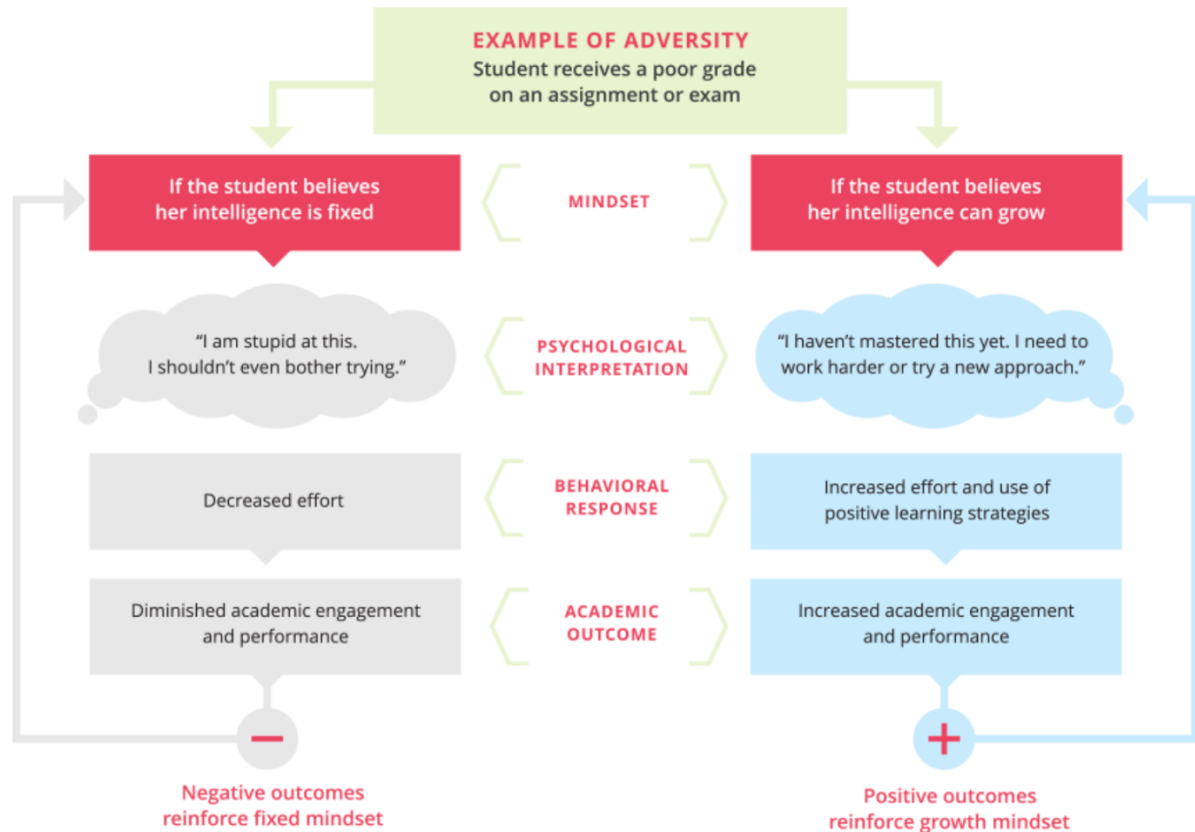 EXAMPLE OF ADVERSITY
Student receives a poor grade
on an assignment or exam
If the student believes
her intelligence is fixed
MINDSET
If the student believes
her intelligence can grow
“I am stupid at this.
I shouldn’t even bother trying.”
PSYCHOLOGICAL
INTERPRETATION
“I haven’t mastered this yet. I need to
work harder or try a new approach.”
Decreased effort
BEHAVIORAL
RESPONSE
Increased effort and use of
positive learning strategies
Diminished academic engagement
and performance
ACADEMIC
OUTCOME
Increased academic engagement
and performance
−
+
Negative outcomes
reinforce fixed mindset
Positive outcomes
reinforce growth mindset